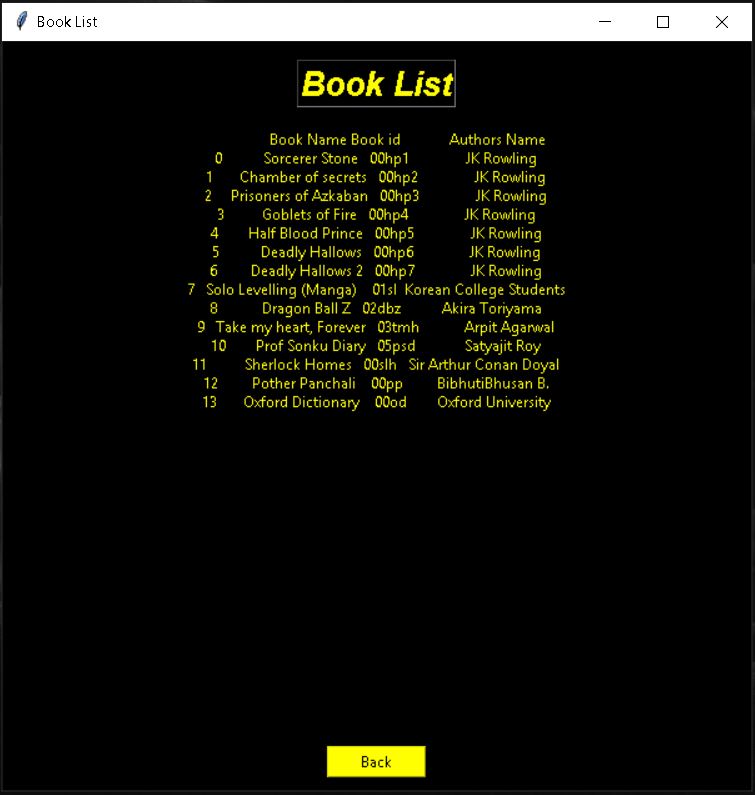 Book List
Book List
Book Name Book id Authors Name
0 Sorcerer Stone 00hp1 JK Rowling
1 Chamber of secrets 00hp2 JK Rowling
2 Prisoners of Azkaban 00hp3 JK Rowling
3 Goblets of Fire 00hp4 JK Rowling
4 Half Blood Prince 00hp5 JK Rowling
5 Deadly Hallows 00hp6 JK Rowling
6 Deadly Hallows 2 00hp7 JK Rowling
7 Solo Levelling (Manga) 01sl Korean College Students
8 Dragon Ball Z 02dbz Akira Toriyama
9 Take my heart, Forever 03tmh Arpit Agarwal
10 Prof Sonku Diary 05psd Satyajit Roy
11 Sherlock Homes 00slh Sir Arthur Conan Doyal
12 Pother Panchali 00pp BibhutiBhusan B.
13 Oxford Dictionary 00od Oxford University
Back